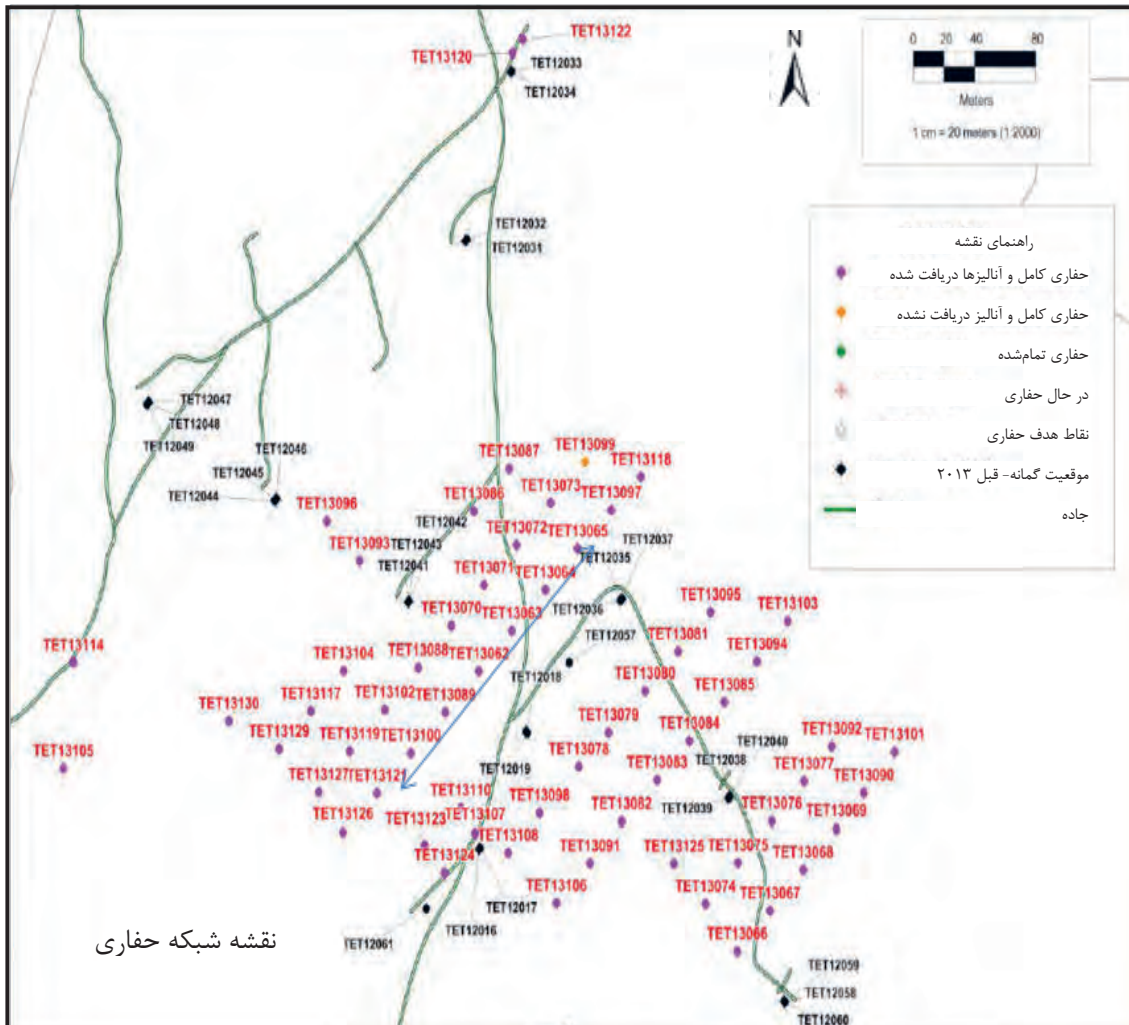 TET13122
TET13120
TET12033
TET12034
N
0 20 40 80
Meters
1 cm = 20 meters (1:2000)
TET12032
TET12031
راهنمای نقشه
حفاری کامل و آنالیزها دریافت شده
حفاری کامل و آنالیز دریافت نشده
حفاری تمام‌شده
در حال حفاری
نقاط هدف حفاری
موقعیت گمانه- قبل ۲۰۱۳
جاده
TET12047
TET12048
TET12049
TET12046
TET12045
TET12044
TET13087
TET13099
TET13118
TET13086
TET13073
TET13097
TET13096
TET12042
TET13072
TET13065
TET12037
TET13093
TET12043
TET12035
TET12041
TET13071
TET13064
TET13070
TET13063
TET12036
TET12057
TET13095
TET13103
TET13114
TET13104
TET13088
TET13062
TET12018
TET13081
TET13094
TET13080
TET13085
TET13130
TET13117
TET13102
TET13089
TET13079
TET13084
TET13129
TET13119
TET13100
TET13078
TET12040
TET13092
TET13101
TET13105
TET12019
TET13083
TET12038
TET13077
TET13127
TET13121
TET13110
TET13098
TET12039
TET13090
TET13126
TET13123
TET13107
TET13082
TET13076
TET13069
TET13124
TET13108
TET13091
TET13125
TET13075
TET13068
TET13106
TET13074
TET13067
TET12017
TET12016
TET12061
TET13066
نقشه شبکه حفاری
TET12059
TET12058
TET12060